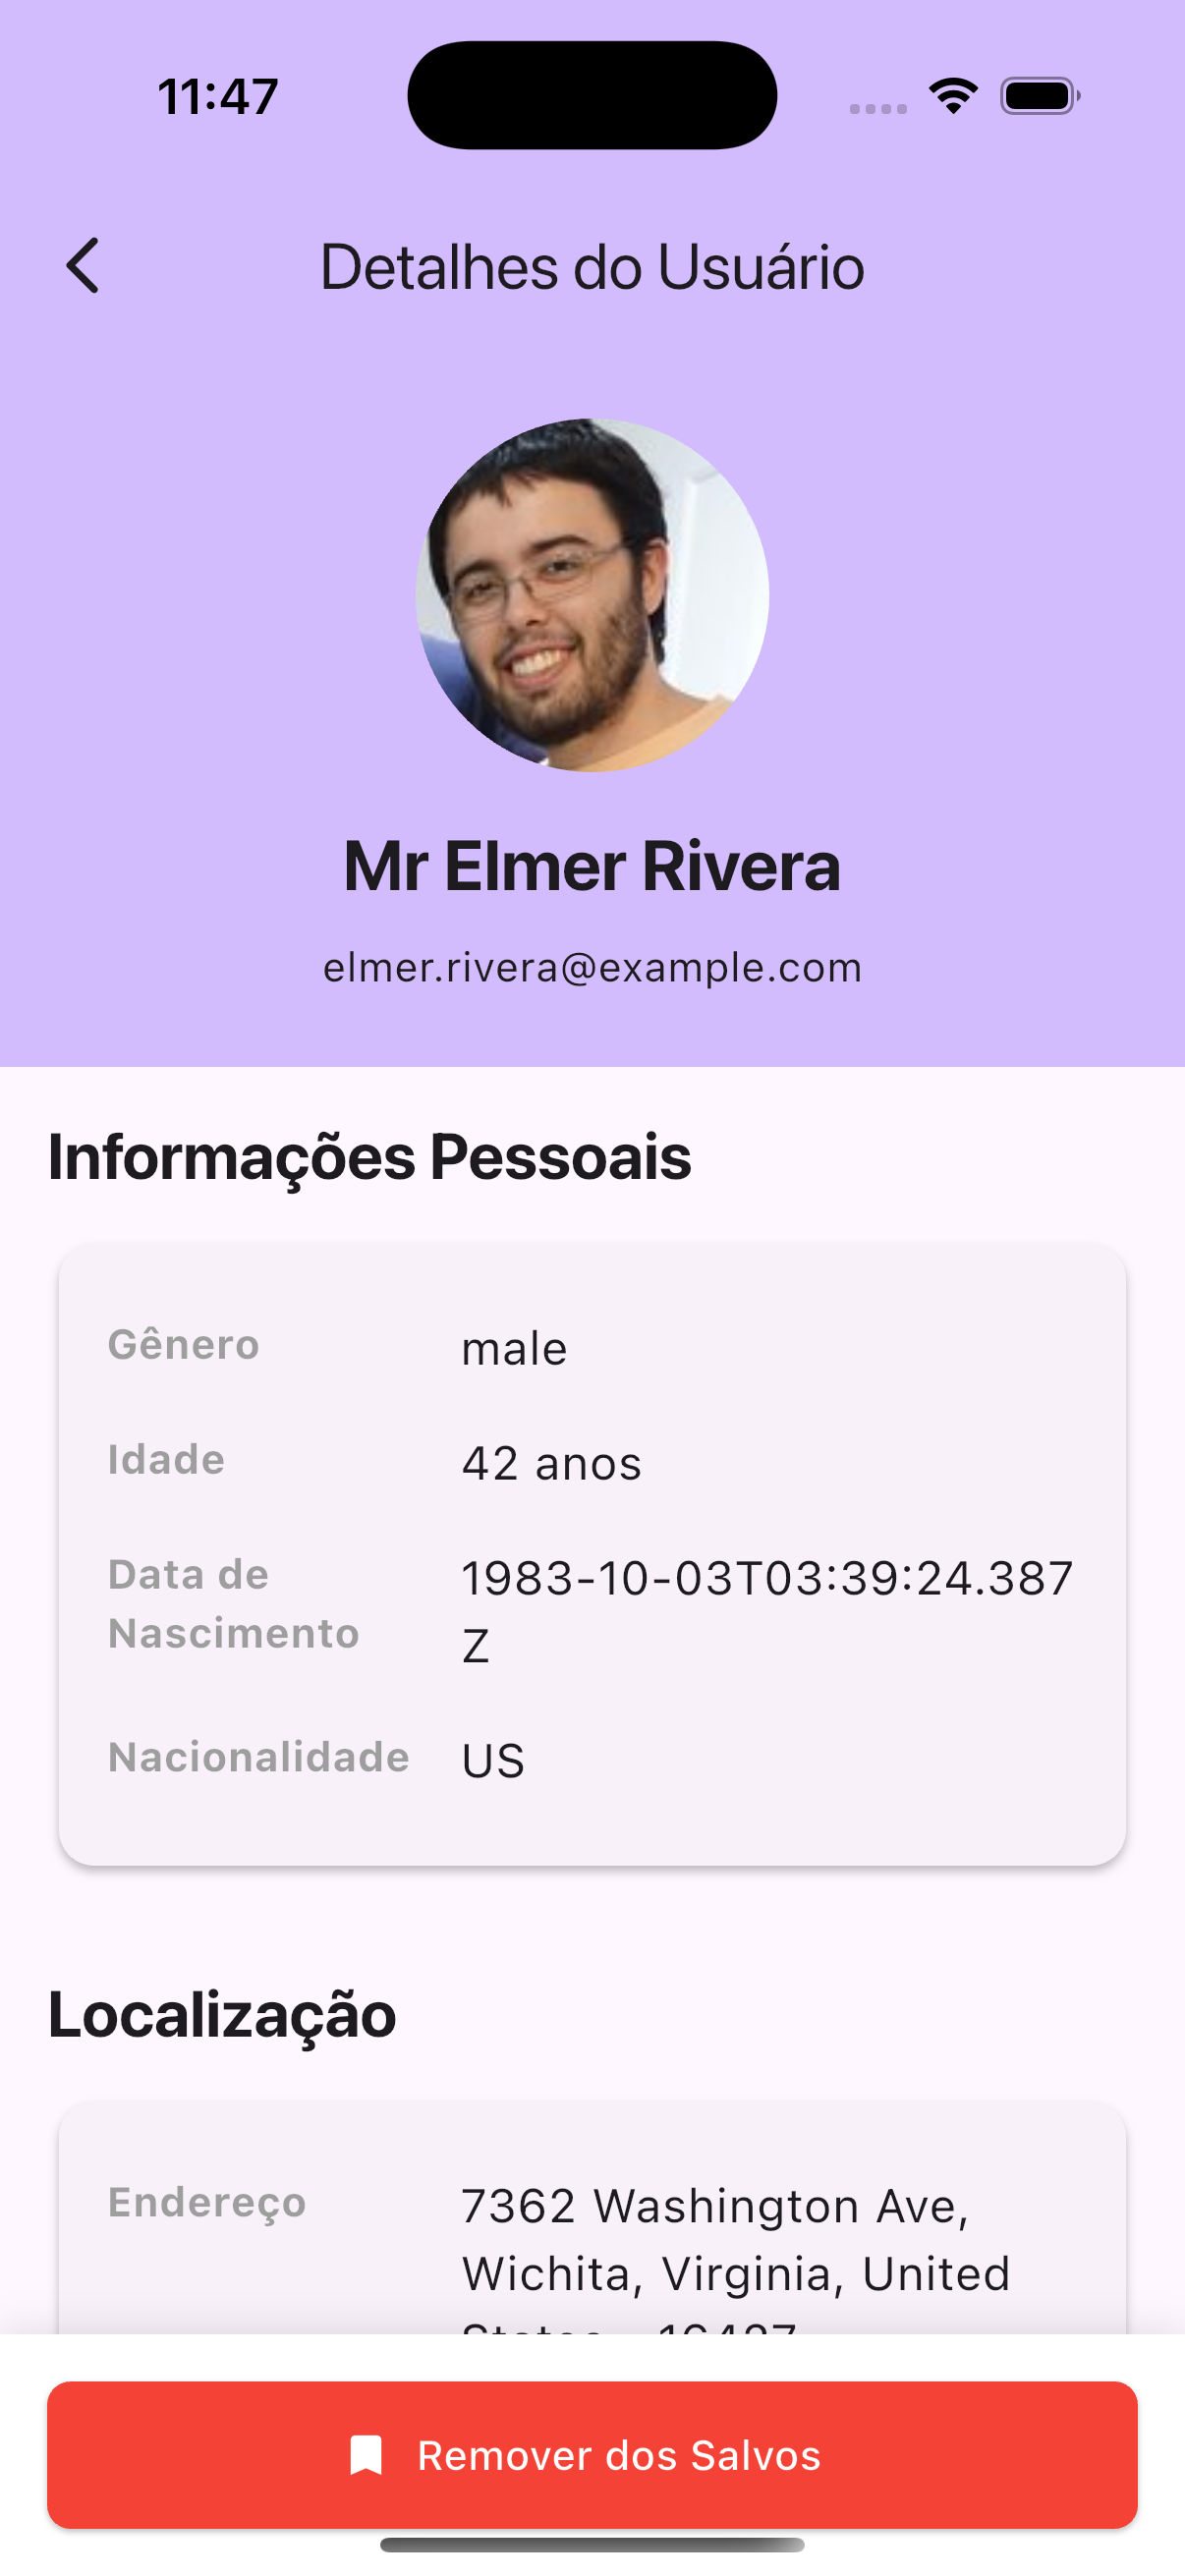 11:47
Detalhes do Usuário
Mr Elmer Rivera
elmer.rivera@example.com
Informações Pessoais
Gênero male
Idade 42 anos
Data de Nascimento
1983-10-03T03:39:24.387
Z
Nacionalidade US
Localização
Endereço 7362 Washington Ave,
Wichita, Virginia, United
Remover dos Salvos